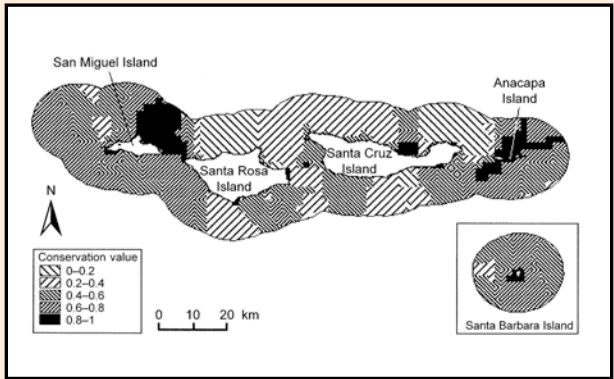 San Miguel Island
Anacapa
Island
Santa Rosa
Island
Santa Cruz
Island
N
Conservation value
0–0.2
0.2–0.4
0.4–0.6
0.6–0.8
0.8–1
0 10 20 km
Santa Barbara Island